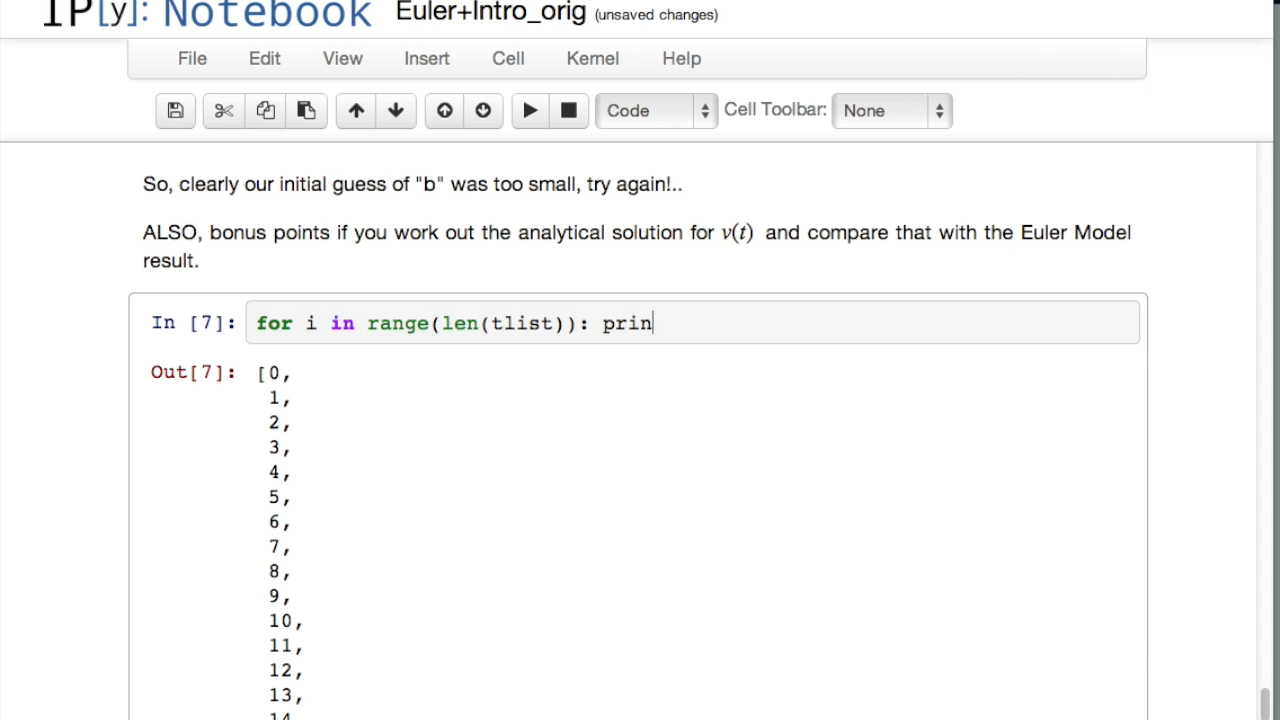 IP[y]: Notebook Euler+Intro_orig (unsaved changes)
File Edit View Insert Cell Kernel Help
Code Cell Toolbar: None
So, clearly our initial guess of "b" was too small, try again!..
ALSO, bonus points if you work out the analytical solution for v(t) and compare that with the Euler Model
result.
In [7]: for i in range(len(tlist)): prin
Out[7]: [0,
1,
2,
3,
4,
5,
6,
7,
8,
9,
10,
11,
12,
13,
14